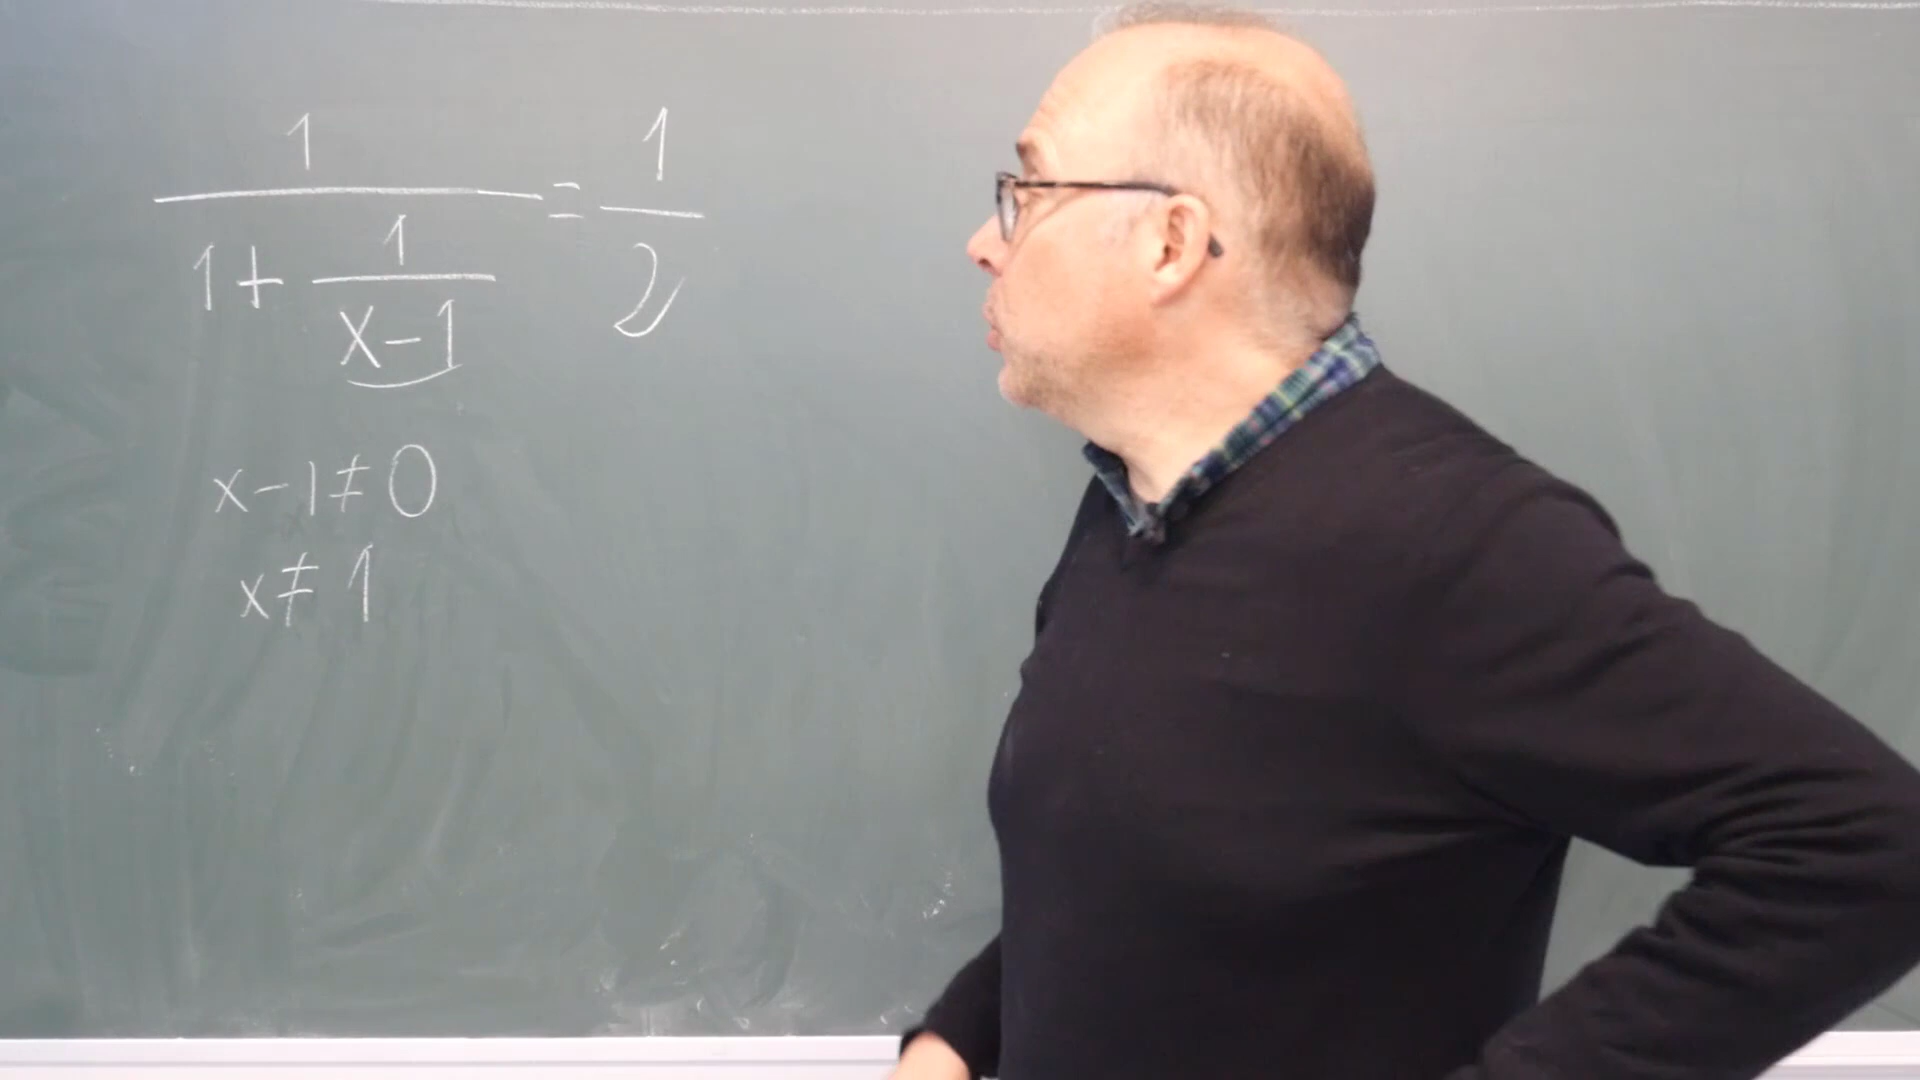 1 / (1 + 1 / (x-1)) = 1 / 2
x-1≠0
x≠1